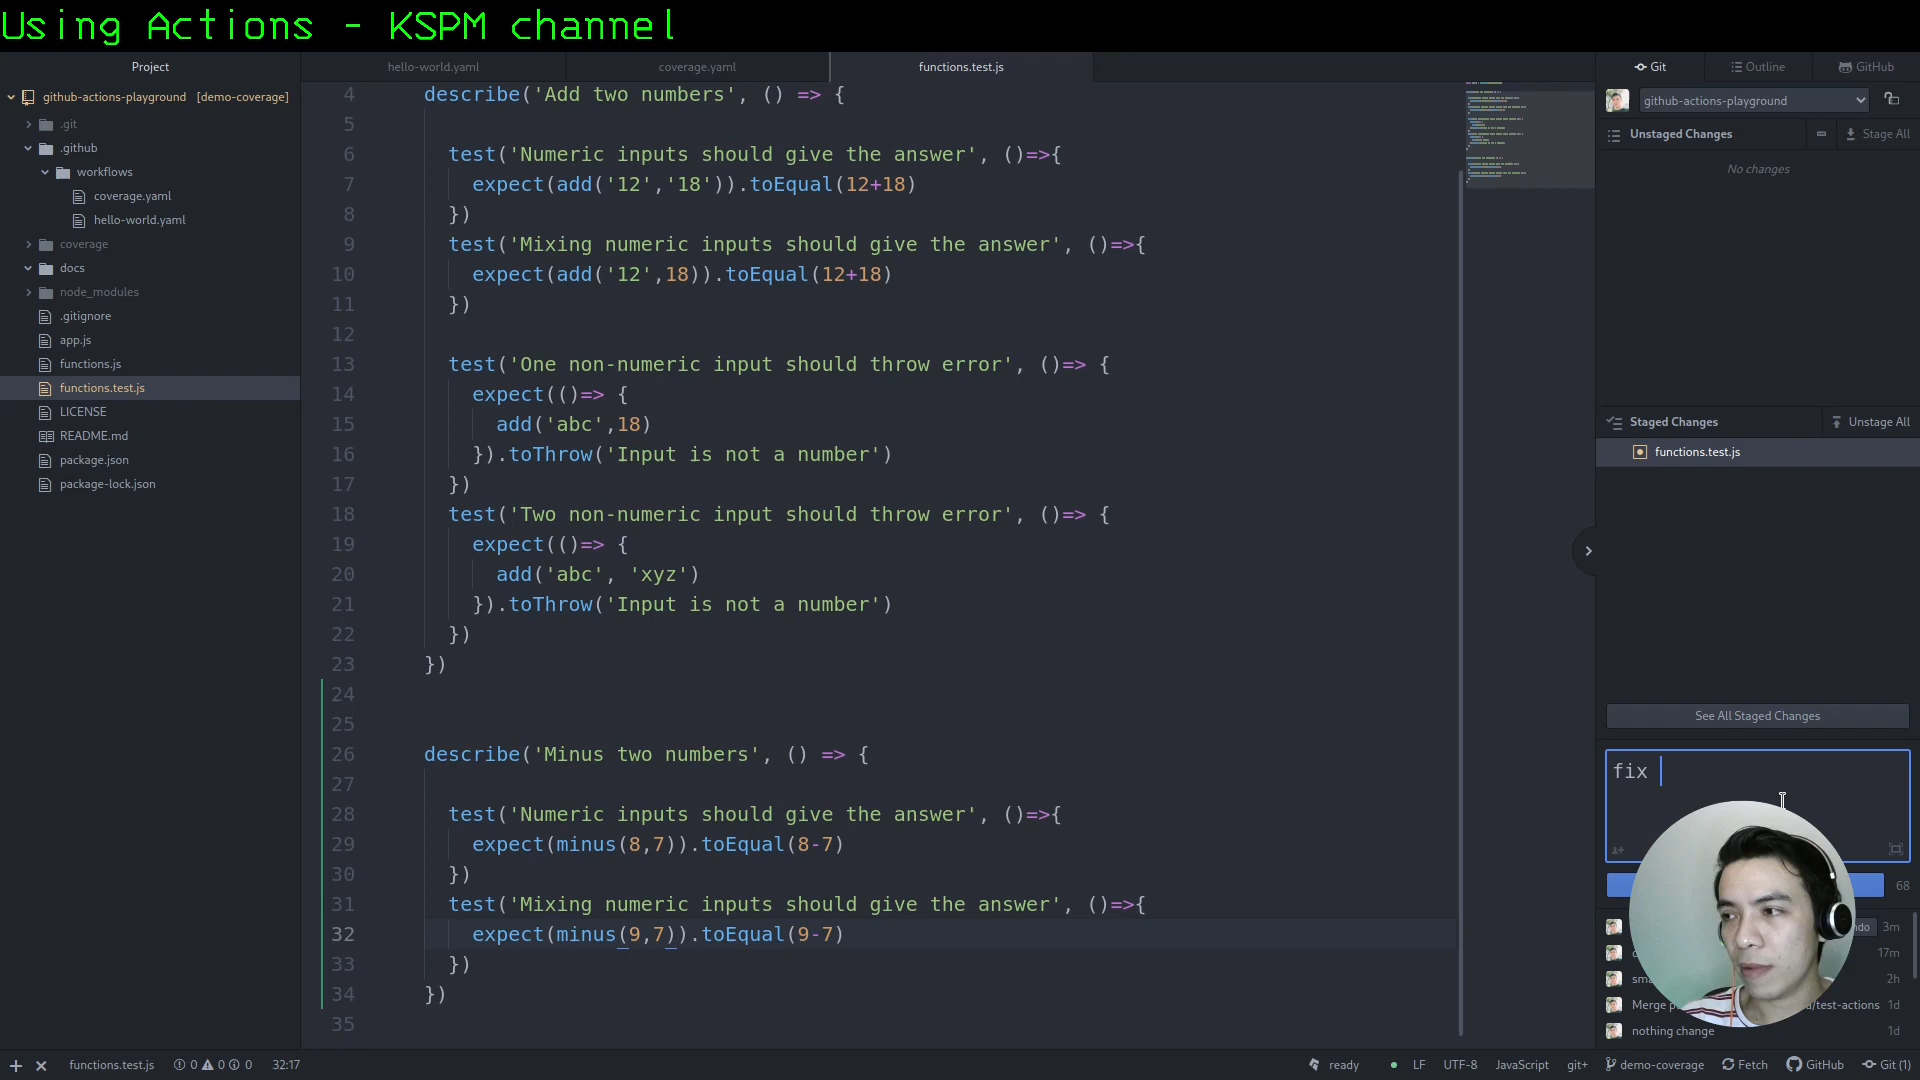 Using Actions - KSPM channel
Project
hello-world.yaml
coverage.yaml
functions.test.js
Git
Outline
GitHub
github-actions-playground [demo-coverage]
.git
.github
workflows
coverage.yaml
hello-world.yaml
coverage
docs
node_modules
.gitignore
app.js
functions.js
functions.test.js
LICENSE
README.md
package.json
package-lock.json
4 describe('Add two numbers', () => {
5
6 test('Numeric inputs should give the answer', ()=>{
7 expect(add('12','18')).toEqual(12+18)
8 })
9 test('Mixing numeric inputs should give the answer', ()=>{
10 expect(add('12',18)).toEqual(12+18)
11 })
12
13 test('One non-numeric input should throw error', ()=> {
14 expect(()=> {
15 add('abc',18)
16 }).toThrow('Input is not a number')
17 })
18 test('Two non-numeric input should throw error', ()=> {
19 expect(()=> {
20 add('abc', 'xyz')
21 }).toThrow('Input is not a number')
22 })
23 })
24
25
26 describe('Minus two numbers', () => {
27
28 test('Numeric inputs should give the answer', ()=>{
29 expect(minus(8,7)).toEqual(8-7)
30 })
31 test('Mixing numeric inputs should give the answer', ()=>{
32 expect(minus(9,7)).toEqual(9-7)
33 })
34 })
35
github-actions-playground
Unstaged Changes
Stage All
No changes
Staged Changes
Unstage All
functions.test.js
See All Staged Changes
fix
68
3m
17m
2h
Merge
/test-actions 1d
nothing change 1d
functions.test.js 0 0 0 32:17
ready LF UTF-8 JavaScript git+ demo-coverage Fetch GitHub Git (1)